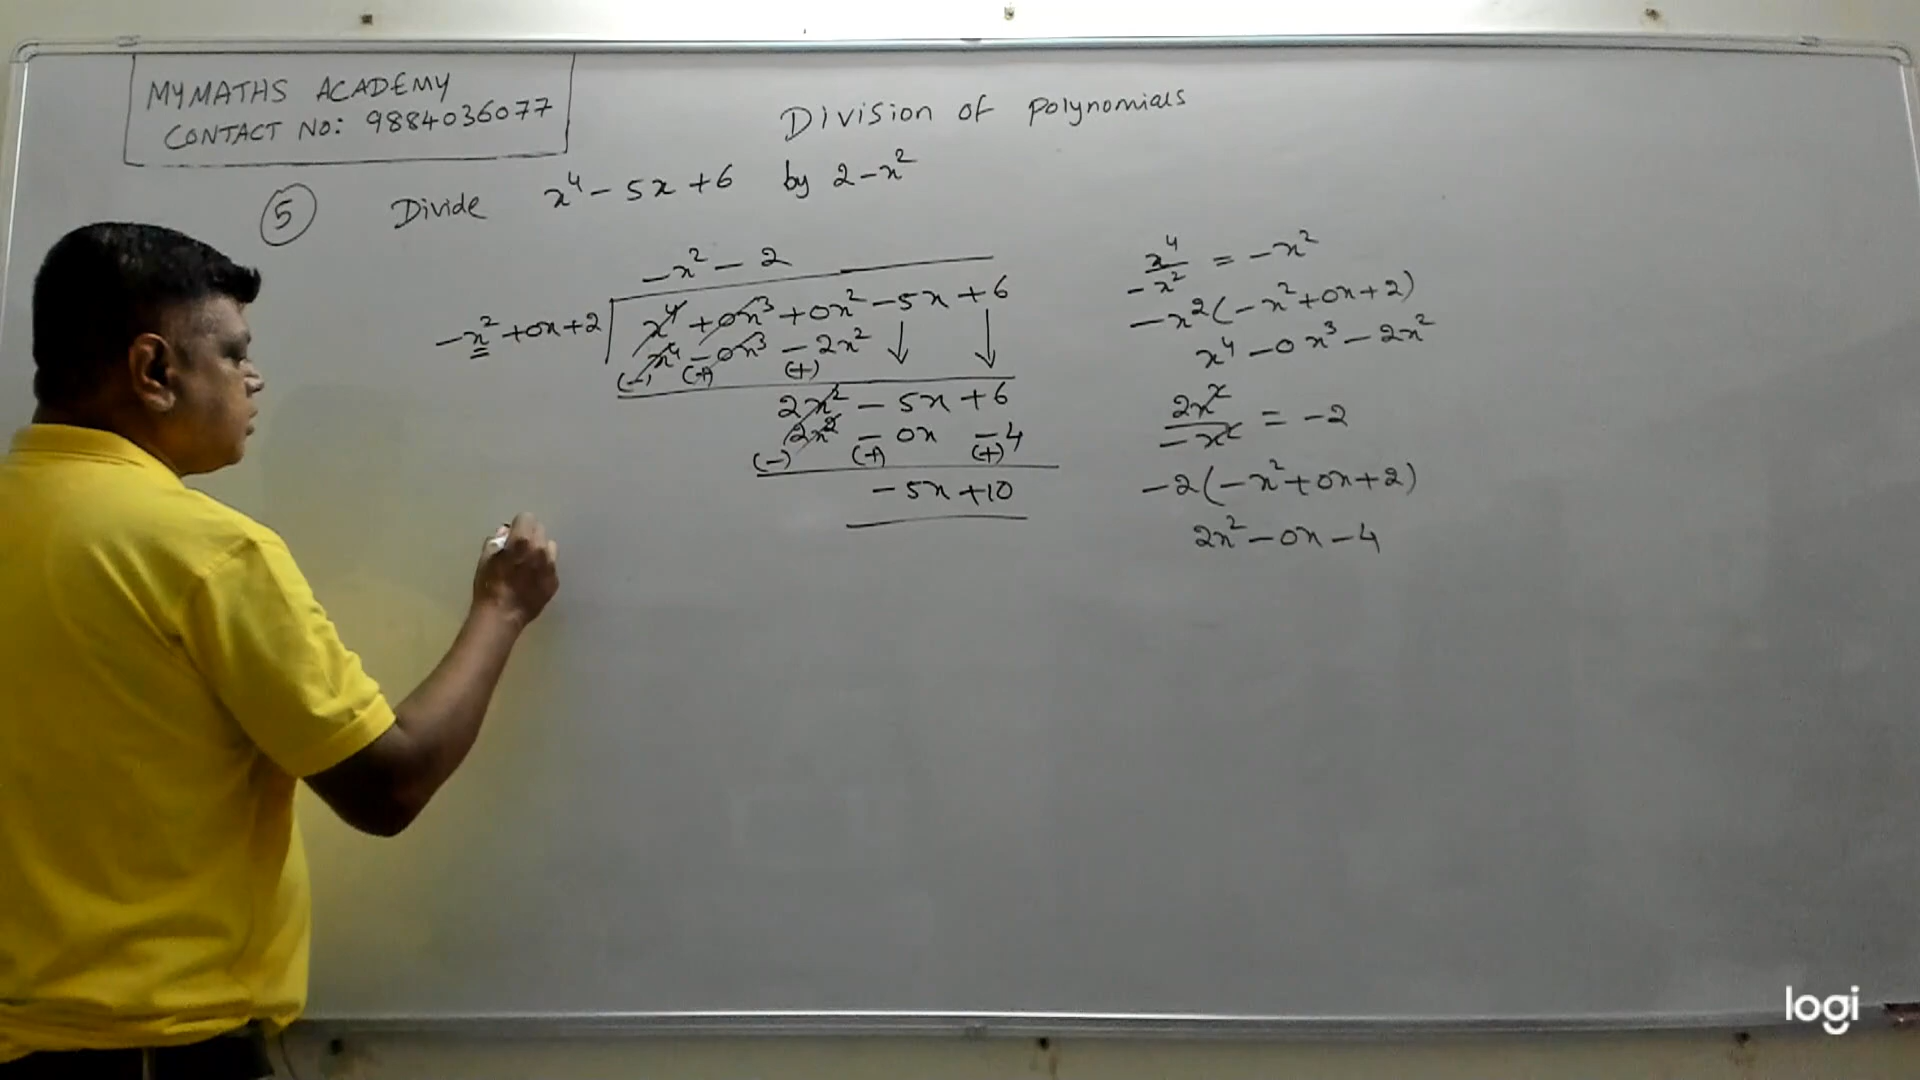 MYMATHS ACADEMY
CONTACT NO: 9884036077
Division of polynomials
5 Divide x⁴ - 5x + 6 by 2 - x²
-x² - 2
-x² + 0x + 2 x⁴ + 0x³ + 0x² - 5x + 6
x⁴ - 0x³ - 2x²
(-) (+) (+)
2x² - 5x + 6
2x² - 0x - 4
(-) (+) (+)
-5x + 10
x⁴/-x² = -x²
-x²(-x² + 0x + 2)
x⁴ - 0x³ - 2x²
2x²/-x² = -2
-2(-x² + 0x + 2)
2x² - 0x - 4
logi